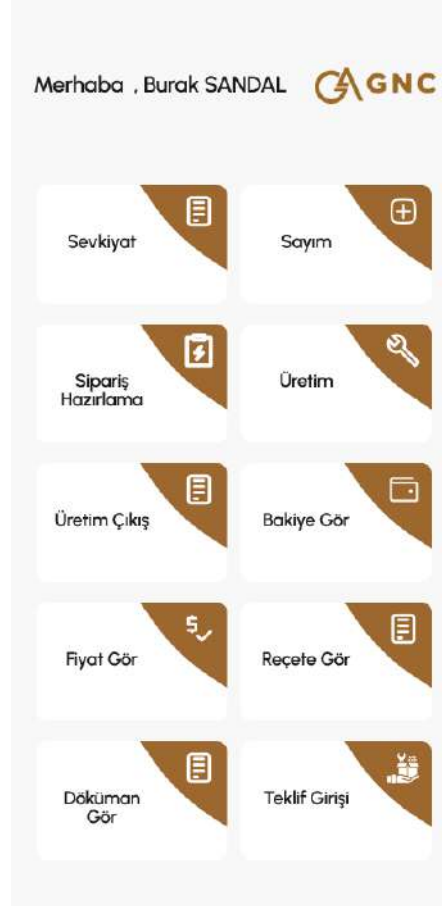 Merhaba , Burak SANDAL
GNC
Sevkiyat
Sayım
Sipariş
Hazırlama
Üretim
Üretim Çıkış
Bakiye Gör
Fiyat Gör
Reçete Gör
Döküman
Gör
Teklif Girişi